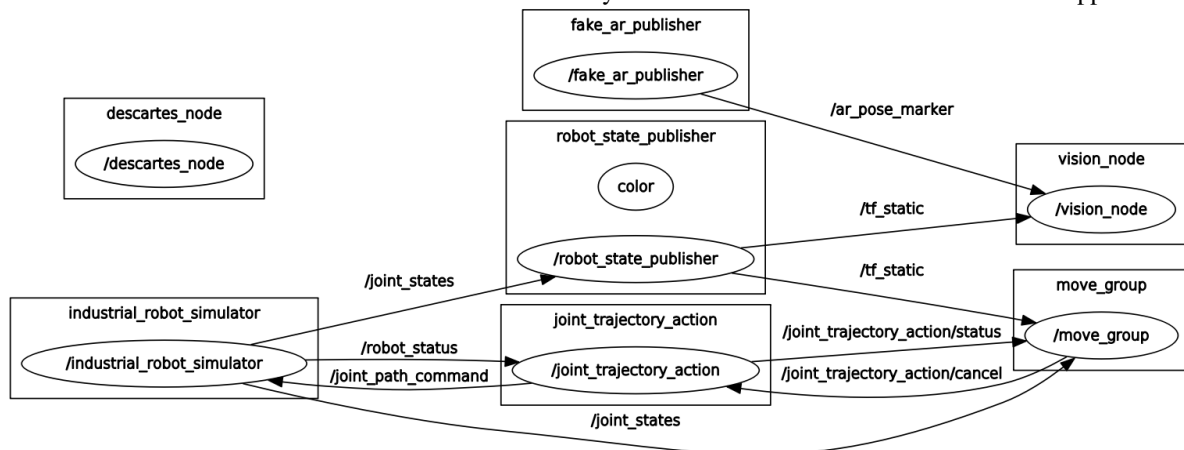 fake_ar_publisher
/fake_ar_publisher
/ar_pose_marker
descartes_node
/descartes_node
robot_state_publisher
color
/robot_state_publisher
vision_node
/vision_node
/tf_static
/tf_static
/joint_states
industrial_robot_simulator
/industrial_robot_simulator
/robot_status
/joint_path_command
/joint_states
joint_trajectory_action
/joint_trajectory_action
/joint_trajectory_action/status
/joint_trajectory_action/cancel
move_group
/move_group